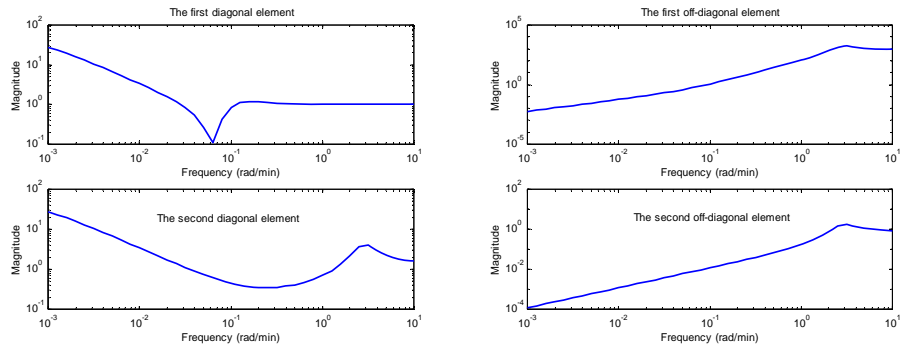 The first diagonal element
Magnitude
10^2
10^1
10^0
10^-1
10^-3
10^-2
10^-1
10^0
10^1
Frequency (rad/min)
The first off-diagonal element
Magnitude
10^5
10^0
10^-5
10^-3
10^-2
10^-1
10^0
10^1
Frequency (rad/min)
The second diagonal element
Magnitude
10^2
10^1
10^0
10^-1
10^-3
10^-2
10^-1
10^0
10^1
Frequency (rad/min)
The second off-diagonal element
Magnitude
10^2
10^0
10^-2
10^-4
10^-3
10^-2
10^-1
10^0
10^1
Frequency (rad/min)